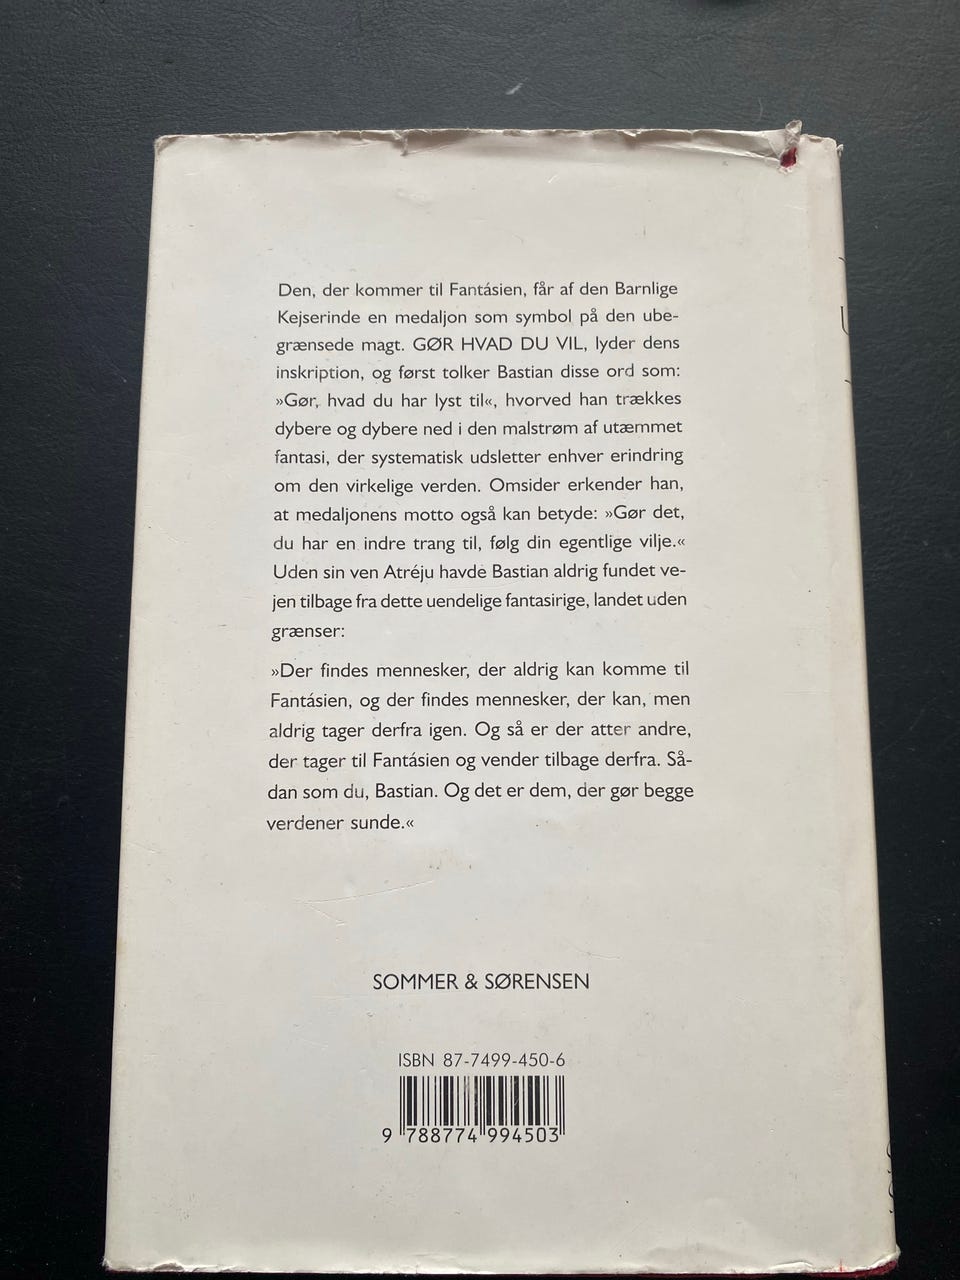 Den, der kommer til Fantásien, får af den Barnlige
Kejserinde en medaljon som symbol på den ube-
grænsede magt. GØR HVAD DU VIL, lyder dens
inskription, og først tolker Bastian disse ord som:
»Gør, hvad du har lyst til«, hvorved han trækkes
dybere og dybere ned i den malstrøm af utæmmet
fantasi, der systematisk udsletter enhver erindring
om den virkelige verden. Omsider erkender han,
at medaljonens motto også kan betyde: »Gør det,
du har en indre trang til, følg din egentlige vilje.«
Uden sin ven Atréju havde Bastian aldrig fundet ve-
jen tilbage fra dette uendelige fantasirige, landet uden
grænser:
»Der findes mennesker, der aldrig kan komme til
Fantásien, og der findes mennesker, der kan, men
aldrig tager derfra igen. Og så er der atter andre,
der tager til Fantásien og vender tilbage derfra. Så-
dan som du, Bastian. Og det er dem, der gør begge
verdener sunde.«
SOMMER & SØRENSEN
ISBN 87-7499-450-6
9 788774 994503